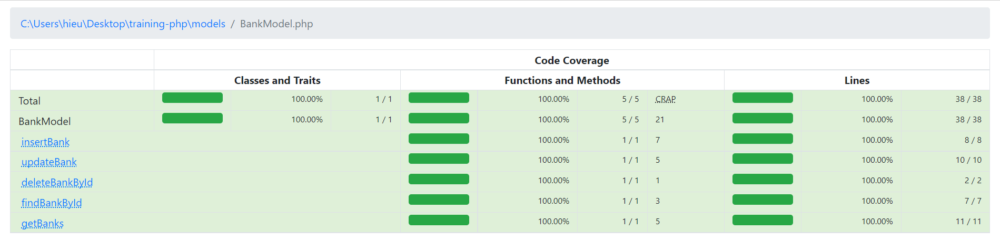 C:\Users\hieu\Desktop\training-php\models / BankModel.php
Code Coverage
Classes and Traits Functions and Methods Lines
Total 100.00% 1 / 1 100.00% 5 / 5 CRAP 100.00% 38 / 38
BankModel 100.00% 1 / 1 100.00% 5 / 5 21 100.00% 38 / 38
insertBank 100.00% 1 / 1 7 100.00% 8 / 8
updateBank 100.00% 1 / 1 5 100.00% 10 / 10
deleteBankById 100.00% 1 / 1 1 100.00% 2 / 2
findBankById 100.00% 1 / 1 3 100.00% 7 / 7
getBanks 100.00% 1 / 1 5 100.00% 11 / 11